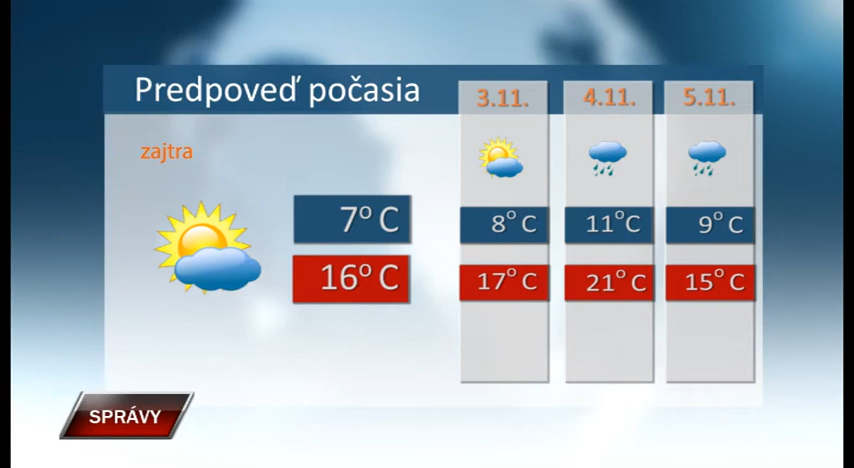 Predpoveď počasia
zajtra
7° C
16° C
3.11. 4.11. 5.11.
8° C 11°C 9° C
17° C 21° C 15° C
SPRÁVY